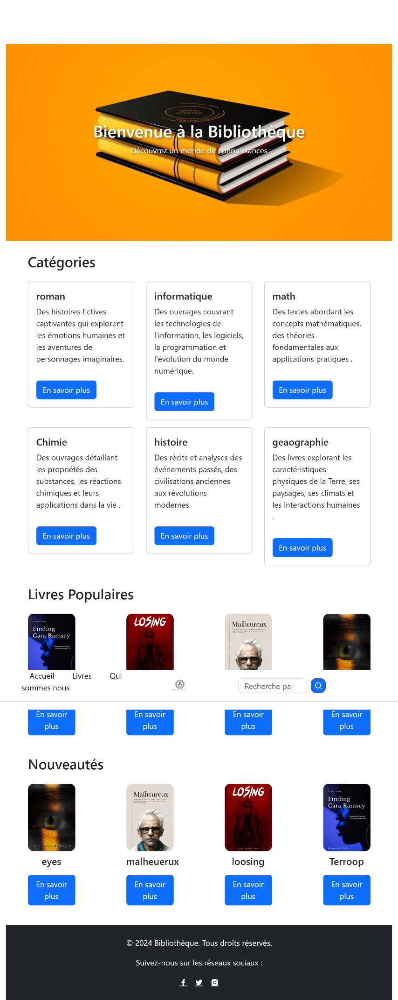 Bienvenue à la Bibliothèque
Découvrez un monde de connaissances
Catégories
roman
Des histoires fictives
captivantes qui explorent
les émotions humaines et
les aventures de
personnages imaginaires.
En savoir plus
informatique
Des ouvrages couvrant
les technologies de
l'information, les logiciels,
la programmation et
l'évolution du monde
numérique.
En savoir plus
math
Des textes abordant les
concepts mathématiques,
des théories
fondamentales aux
applications pratiques .
En savoir plus
Chimie
Des ouvrages détaillant
les propriétés des
substances, les réactions
chimiques et leurs
applications dans la vie .
En savoir plus
histoire
Des récits et analyses des
événements passés, des
civilisations anciennes
aux révolutions
modernes.
En savoir plus
geaographie
Des livres explorant les
caractéristiques
physiques de la Terre, ses
paysages, ses climats et
les interactions humaines
.
En savoir plus
Livres Populaires
Finding
Cara Ramsey
LOSING
Malheureux
Accueil Livres Qui
sommes nous
Recherche par
En savoir
plus
En savoir
plus
En savoir
plus
En savoir
plus
Nouveautés
IN YOUR EYES
eyes
En savoir
plus
Malheureux
malheuerux
En savoir
plus
LOSING
loosing
En savoir
plus
A short story
Finding
Cara Ramsey
Benjamin Shah
Terroop
En savoir
plus
© 2024 Bibliothèque. Tous droits réservés.
Suivez-nous sur les réseaux sociaux :